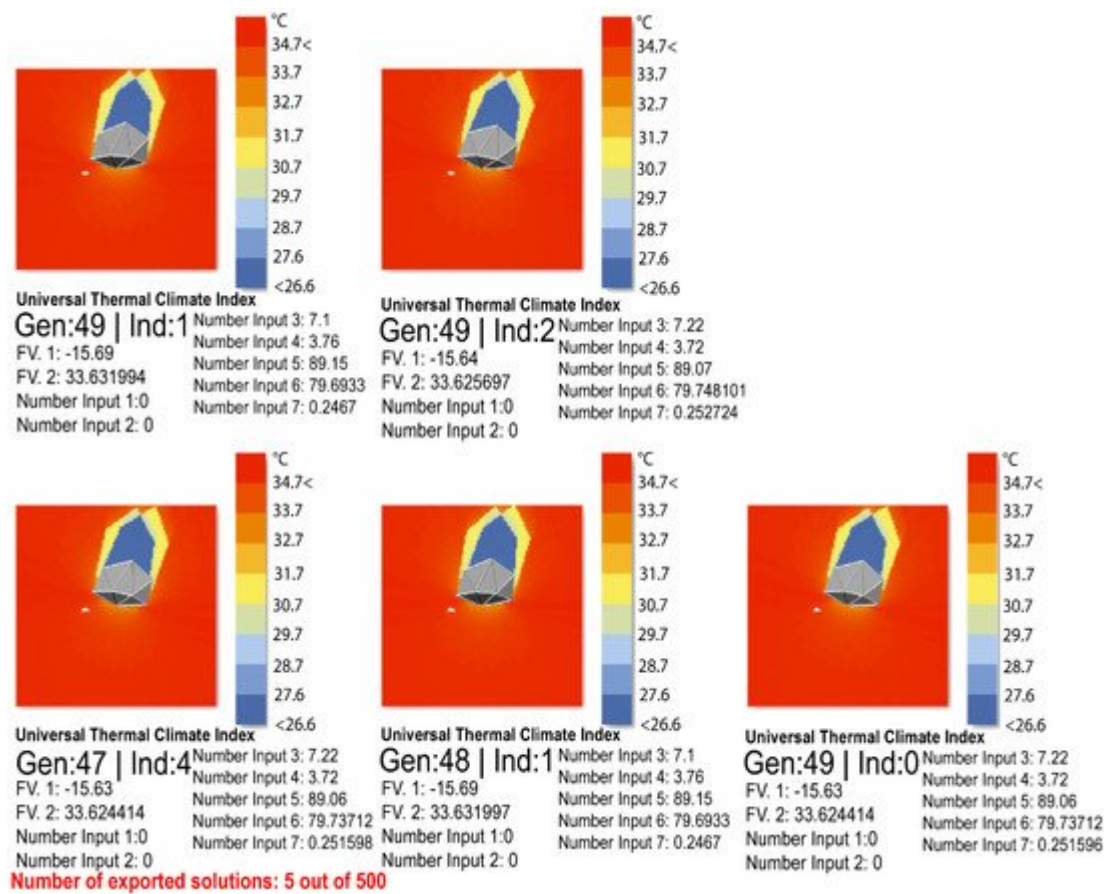 °C
34.7<
33.7
32.7
31.7
30.7
29.7
28.7
27.6
<26.6
Universal Thermal Climate Index
Gen:49 | Ind:1
FV. 1: -15.69
FV. 2: 33.631994
Number Input 1:0
Number Input 2: 0
Number Input 3: 7.1
Number Input 4: 3.76
Number Input 5: 89.15
Number Input 6: 79.6933
Number Input 7: 0.2467
°C
34.7<
33.7
32.7
31.7
30.7
29.7
28.7
27.6
<26.6
Universal Thermal Climate Index
Gen:49 | Ind:2
FV. 1: -15.64
FV. 2: 33.625697
Number Input 1:0
Number Input 2: 0
Number Input 3: 7.22
Number Input 4: 3.72
Number Input 5: 89.07
Number Input 6: 79.748101
Number Input 7: 0.252724
°C
34.7<
33.7
32.7
31.7
30.7
29.7
28.7
27.6
<26.6
Universal Thermal Climate Index
Gen:47 | Ind:4
FV. 1: -15.63
FV. 2: 33.624414
Number Input 1:0
Number Input 2: 0
Number Input 3: 7.22
Number Input 4: 3.72
Number Input 5: 89.06
Number Input 6: 79.73712
Number Input 7: 0.251598
°C
34.7<
33.7
32.7
31.7
30.7
29.7
28.7
27.6
<26.6
Universal Thermal Climate Index
Gen:48 | Ind:1
FV. 1: -15.69
FV. 2: 33.631997
Number Input 1:0
Number Input 2: 0
Number Input 3: 7.1
Number Input 4: 3.76
Number Input 5: 89.15
Number Input 6: 79.6933
Number Input 7: 0.2467
°C
34.7<
33.7
32.7
31.7
30.7
29.7
28.7
27.6
<26.6
Universal Thermal Climate Index
Gen:49 | Ind:0
FV. 1: -15.63
FV. 2: 33.624414
Number Input 1:0
Number Input 2: 0
Number Input 3: 7.22
Number Input 4: 3.72
Number Input 5: 89.06
Number Input 6: 79.73712
Number Input 7: 0.251596
Number of exported solutions: 5 out of 500